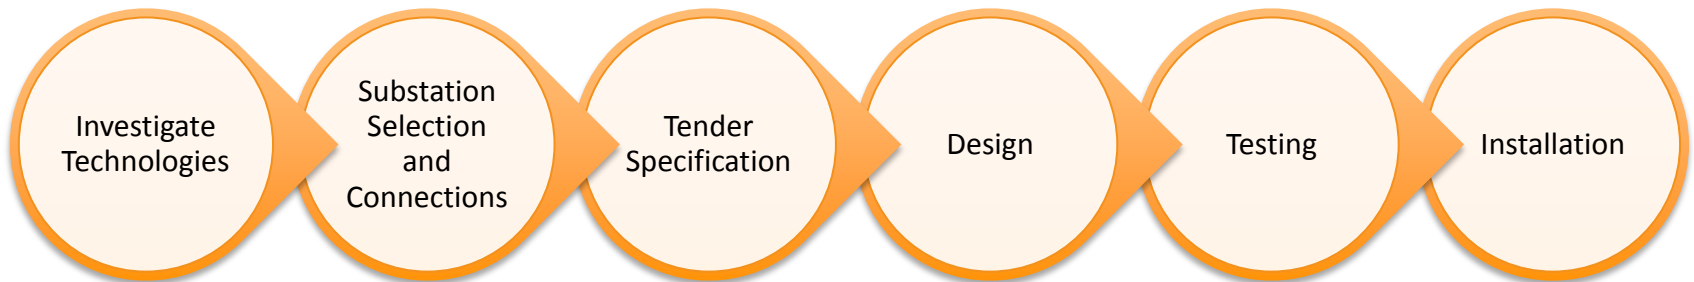 Investigate
Technologies
Substation
Selection
and
Connections
Tender
Specification
Design
Testing
Installation